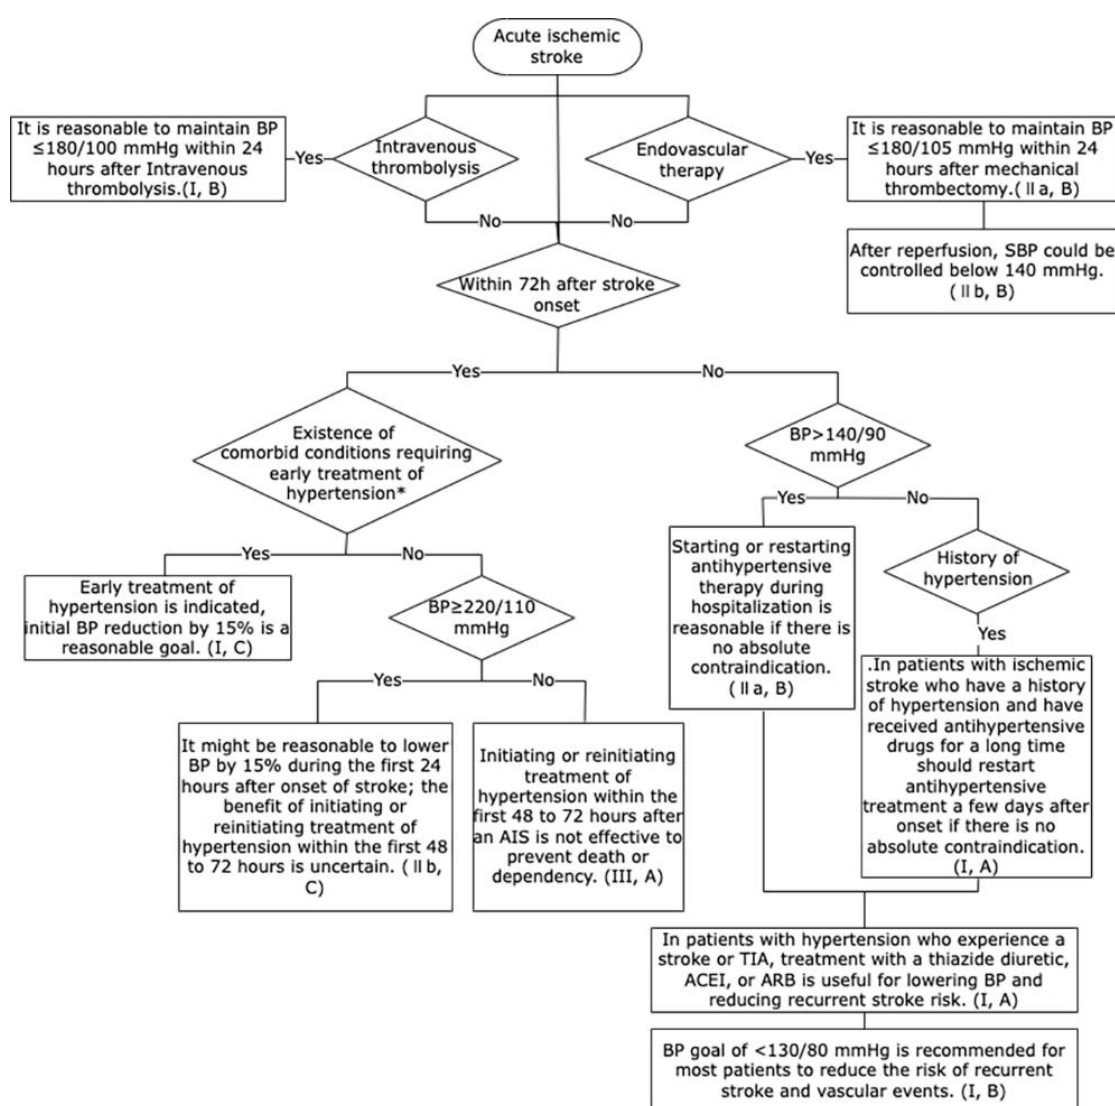 Acute ischemic
stroke
It is reasonable to maintain BP
≤180/100 mmHg within 24
hours after Intravenous
thrombolysis.(I, B)
Yes
Intravenous
thrombolysis
Endovascular
therapy
Yes
It is reasonable to maintain BP
≤180/105 mmHg within 24
hours after mechanical
thrombectomy.(Ⅱa, B)
No
No
After reperfusion, SBP could be
controlled below 140 mmHg.
(Ⅱb, B)
Within 72h after stroke
onset
Yes
No
Existence of
comorbid conditions requiring
early treatment of
hypertension*
BP>140/90
mmHg
Yes
No
Yes
No
Early treatment of
hypertension is indicated,
initial BP reduction by 15% is a
reasonable goal. (I, C)
BP≥220/110
mmHg
Starting or restarting
antihypertensive
therapy during
hospitalization is
reasonable if there is
no absolute
contraindication.
(Ⅱa, B)
History of
hypertension
Yes
Yes
No
.In patients with ischemic
stroke who have a history
of hypertension and have
received antihypertensive
drugs for a long time
should restart
antihypertensive
treatment a few days after
onset if there is no
absolute contraindication.
(I, A)
It might be reasonable to lower
BP by 15% during the first 24
hours after onset of stroke; the
benefit of initiating or
reinitiating treatment of
hypertension within the first 48
to 72 hours is uncertain. (Ⅱb,
C)
Initiating or reinitiating
treatment of
hypertension within the
first 48 to 72 hours after
an AIS is not effective to
prevent death or
dependency. (III, A)
In patients with hypertension who experience a
stroke or TIA, treatment with a thiazide diuretic,
ACEI, or ARB is useful for lowering BP and
reducing recurrent stroke risk. (I, A)
BP goal of <130/80 mmHg is recommended for
most patients to reduce the risk of recurrent
stroke and vascular events. (I, B)